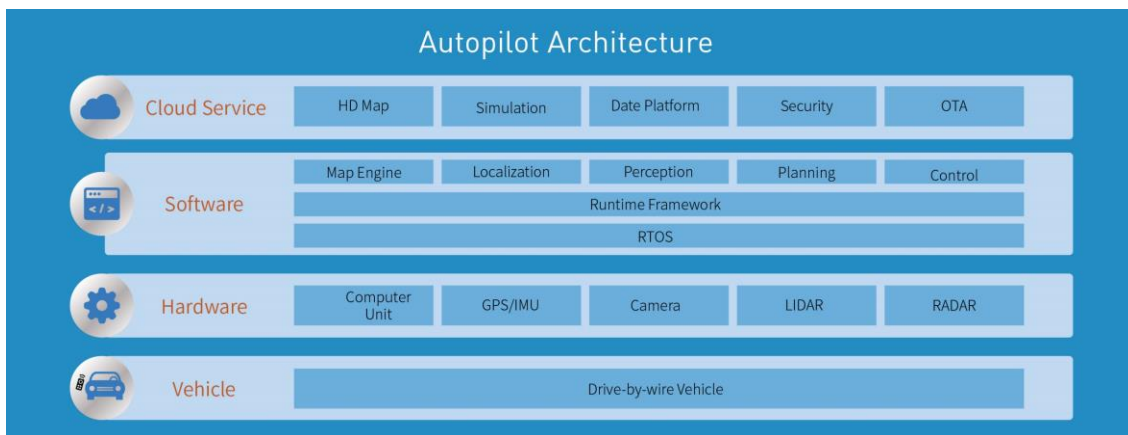 Autopilot Architecture
Cloud Service
HD Map
Simulation
Date Platform
Security
OTA
Software
Map Engine
Localization
Perception
Planning
Control
Runtime Framework
RTOS
</>
Hardware
Computer
Unit
GPS/IMU
Camera
LIDAR
RADAR
Vehicle
Drive-by-wire Vehicle